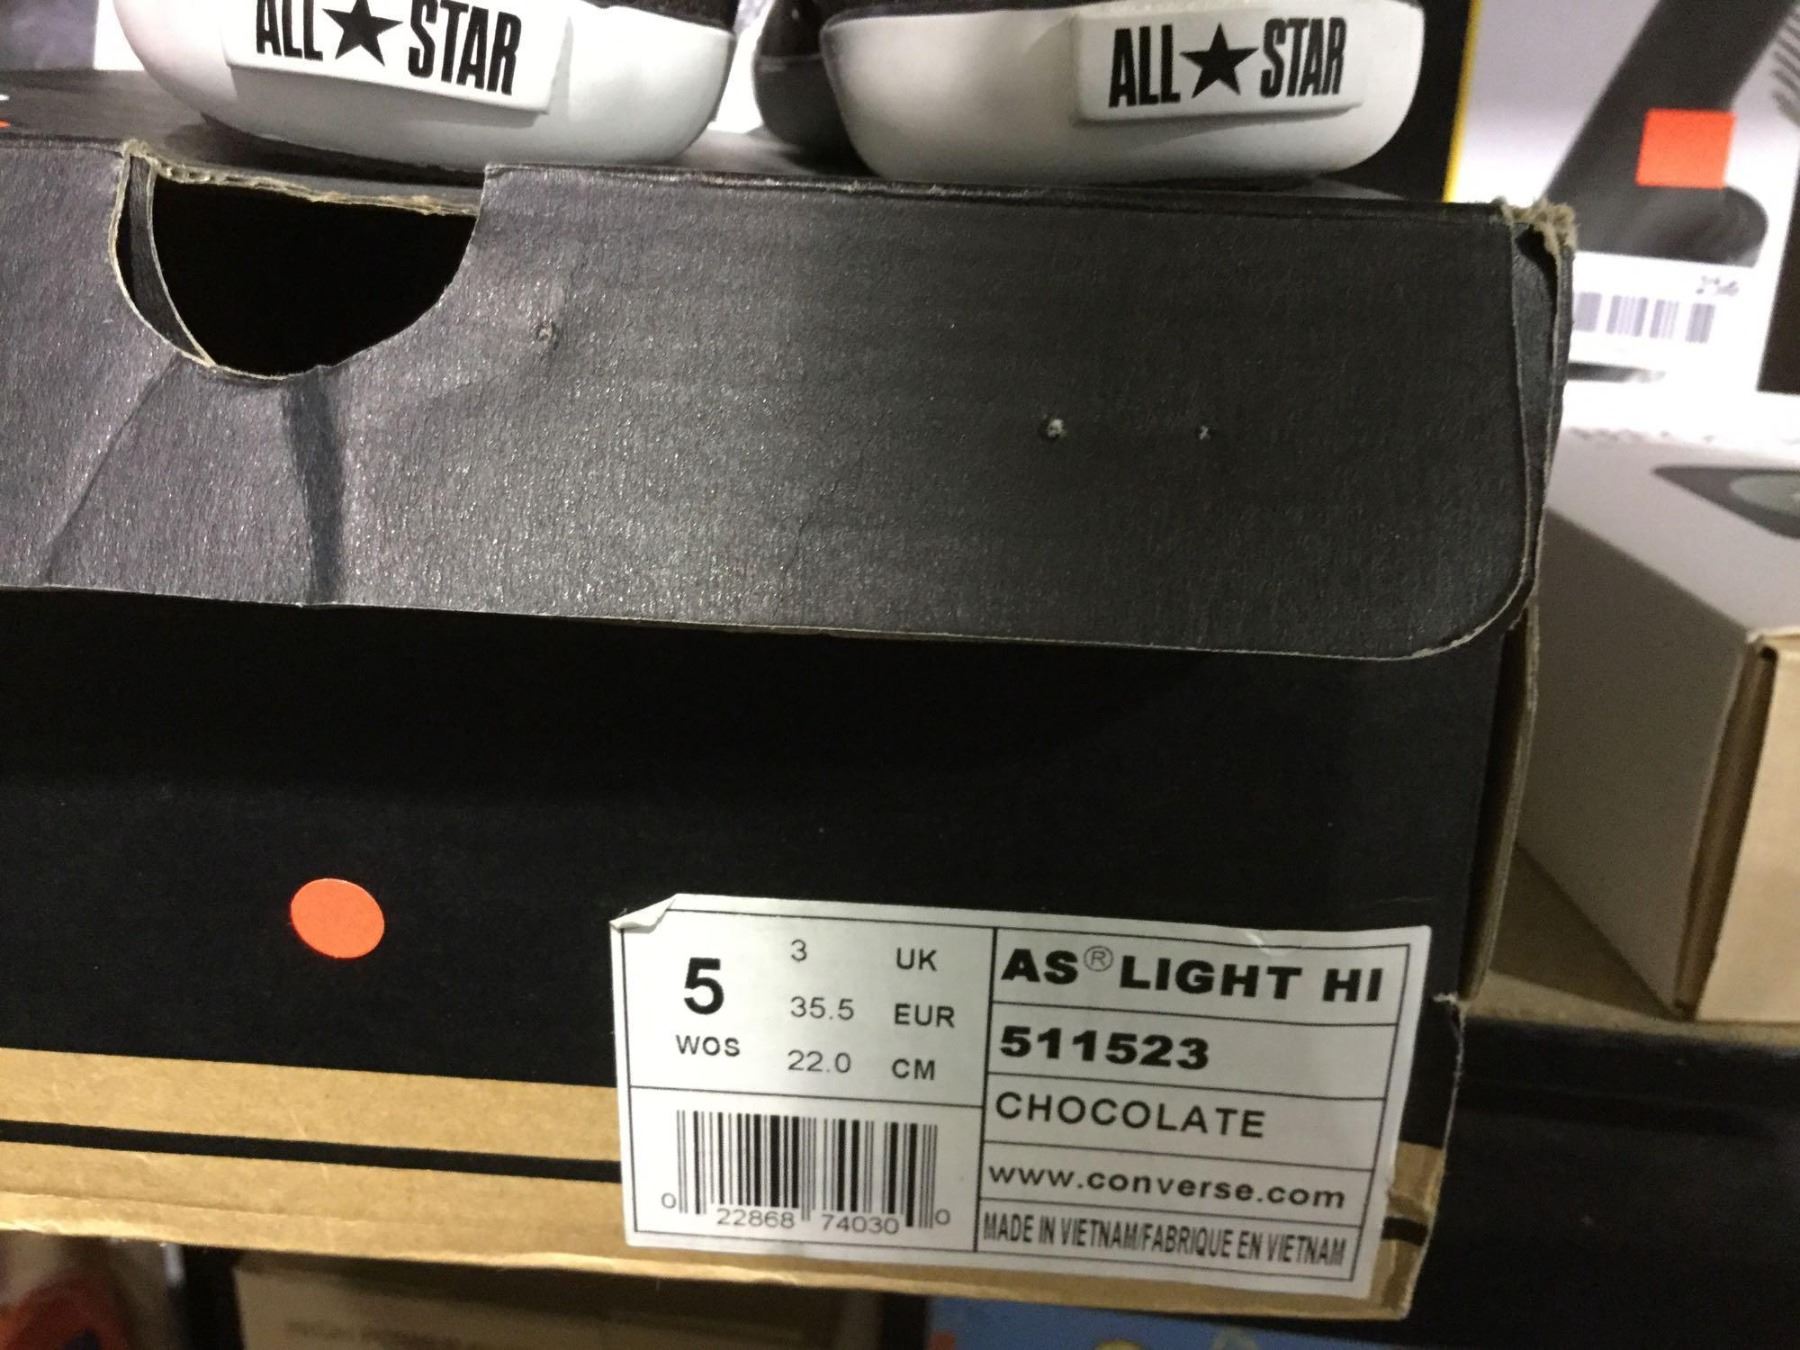 ALL★STAR
ALL★STAR
5 WOS
3 UK
35.5 EUR
22.0 CM
AS® LIGHT HI
511523
CHOCOLATE
www.converse.com
MADE IN VIETNAM/FABRIQUE EN VIETNAM
0 22868 74030 0